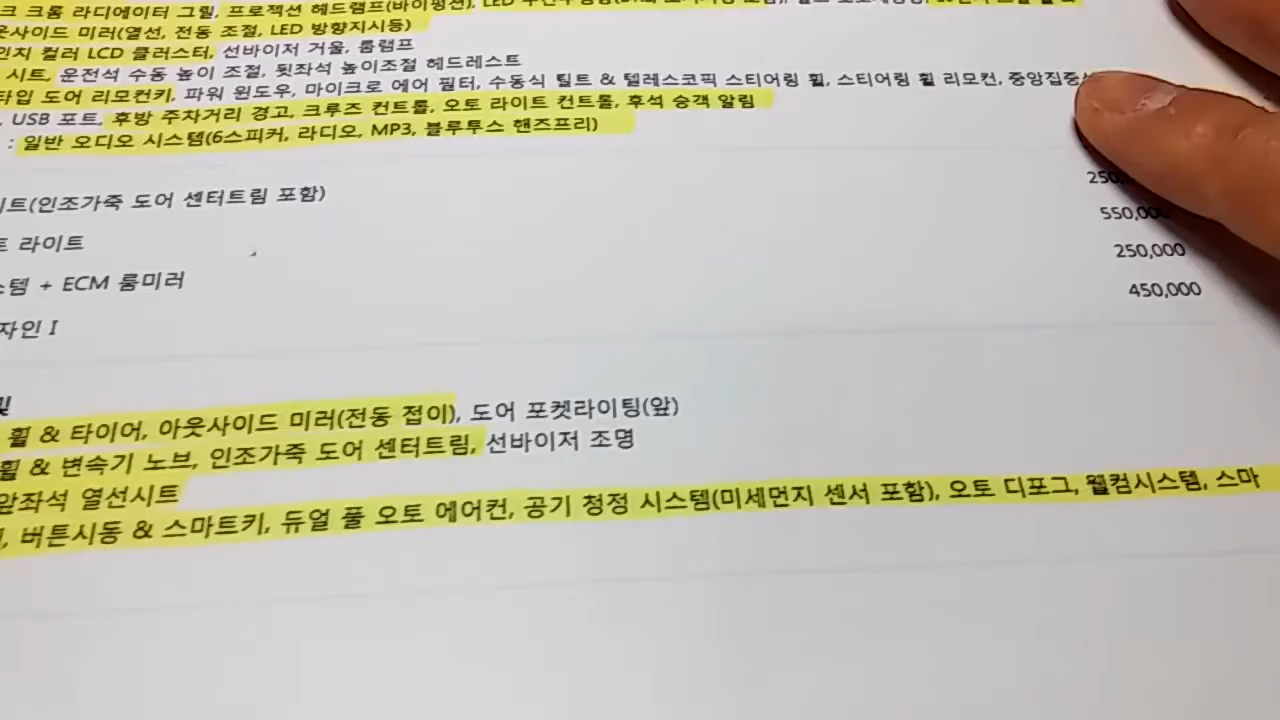 크 크롬 라디에이터 그릴, 프로젝션 헤드램프(바이펑션), LED
아웃사이드 미러(열선, 전동 조절, LED 방향지시등)
인치 컬러 LCD 클러스터, 선바이저 거울, 룸램프
시트, 운전석 수동 높이 조절, 뒷좌석 높이조절 헤드레스트
타입 도어 리모컨키, 파워 윈도우, 마이크로 에어 필터, 수동식 틸트 & 텔레스코픽 스티어링 휠, 스티어링 휠 리모컨, 중앙집중
, USB 포트, 후방 주차거리 경고, 크루즈 컨트롤, 오토 라이트 컨트롤, 후석 승객 알림
: 일반 오디오 시스템(6스피커, 라디오, MP3, 블루투스 핸즈프리)
시트(인조가죽 도어 센터트림 포함) 250,
라이트 550,000
스템 + ECM 룸미러 250,000
자인 I 450,000
및
휠 & 타이어, 아웃사이드 미러(전동 접이), 도어 포켓라이팅(앞)
휠 & 변속기 노브, 인조가죽 도어 센터트림, 선바이저 조명
앞좌석 열선시트
, 버튼시동 & 스마트키, 듀얼 풀 오토 에어컨, 공기 청정 시스템(미세먼지 센서 포함), 오토 디포그, 웰컴시스템, 스마